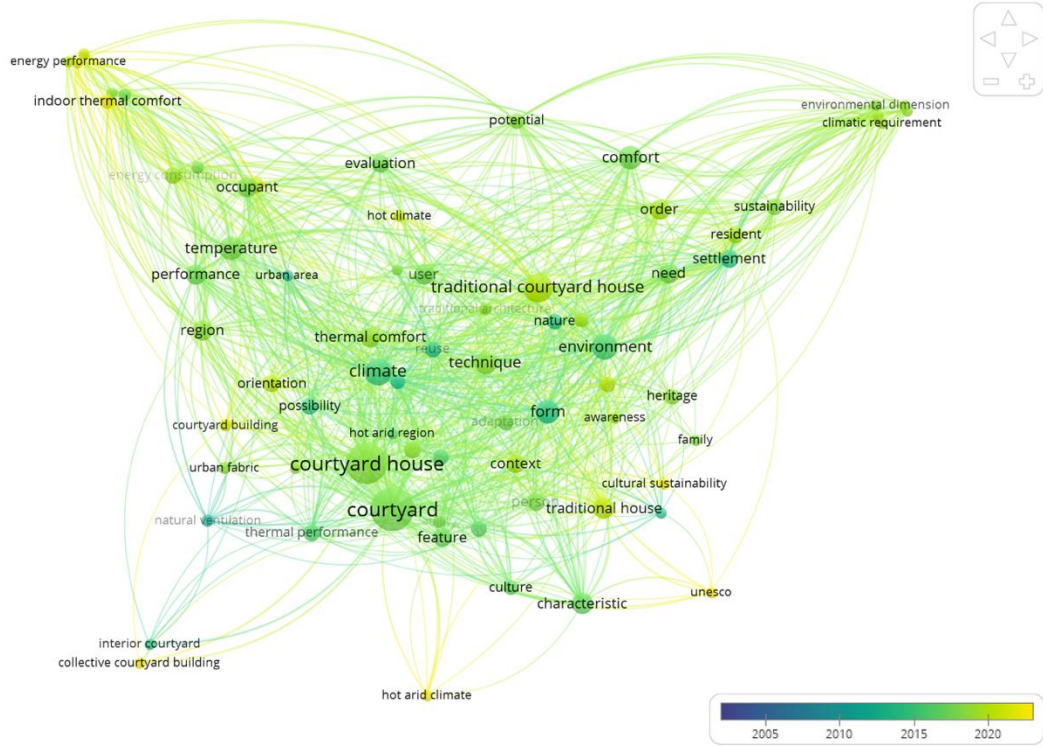 energy performance
indoor thermal comfort
potential
environmental dimension
climatic requirement
evaluation
comfort
energy consumption
occupant
hot climate
order
sustainability
resident
temperature
settlement
performance
urban area
user
need
traditional courtyard house
traditional architecture
nature
region
thermal comfort
reuse
environment
climate
technique
orientation
possibility
heritage
form
awareness
courtyard building
adaptation
hot arid region
family
urban fabric
courtyard house
context
cultural sustainability
person
traditional house
courtyard
natural ventilation
thermal performance
feature
culture
characteristic
unesco
interior courtyard
collective courtyard building
hot arid climate
2005 2010 2015 2020